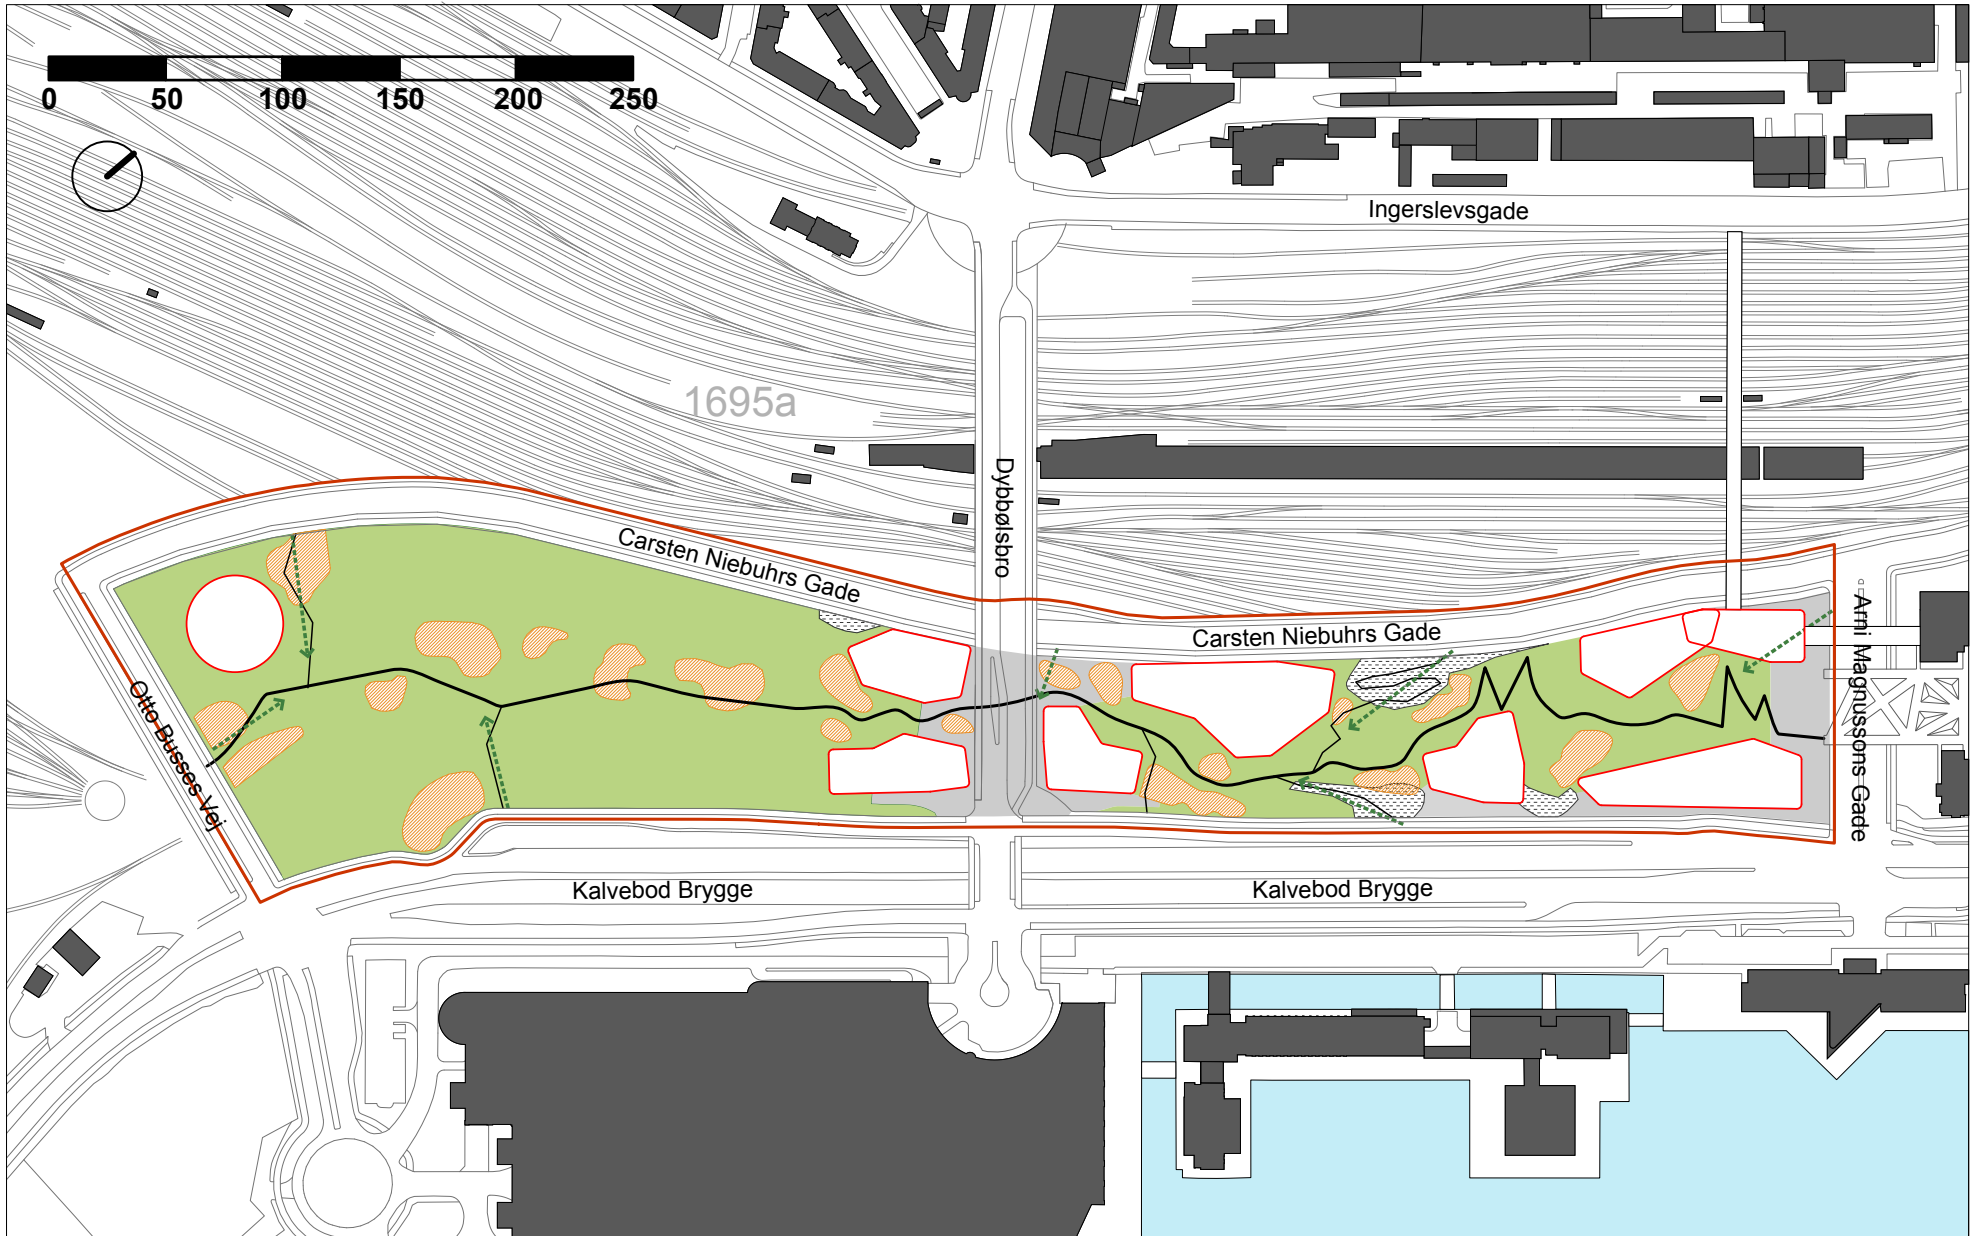 0 50 100 150 200 250
Ingerslevsgade
1695a
Dybbølsbro
Carsten Niebuhrs Gade
Carsten Niebuhrs Gade
Arni Magnussons Gade
Otto Busses Vej
Kalvebod Brygge
Kalvebod Brygge